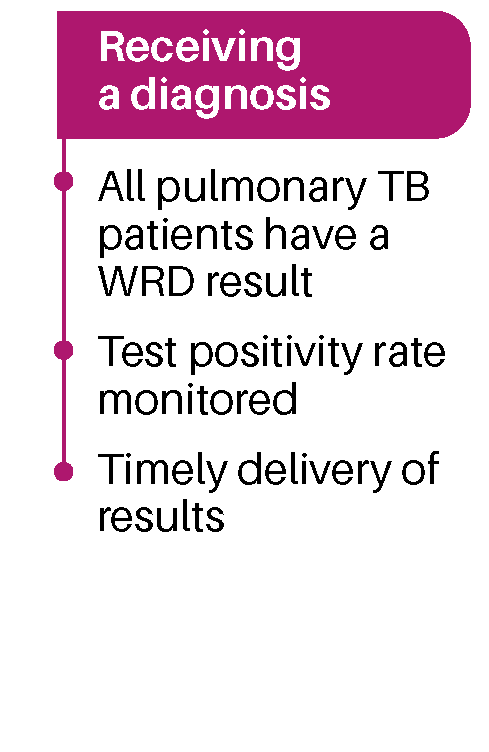 Receiving
a diagnosis
All pulmonary TB
patients have a
WRD result
Test positivity rate
monitored
Timely delivery of
results